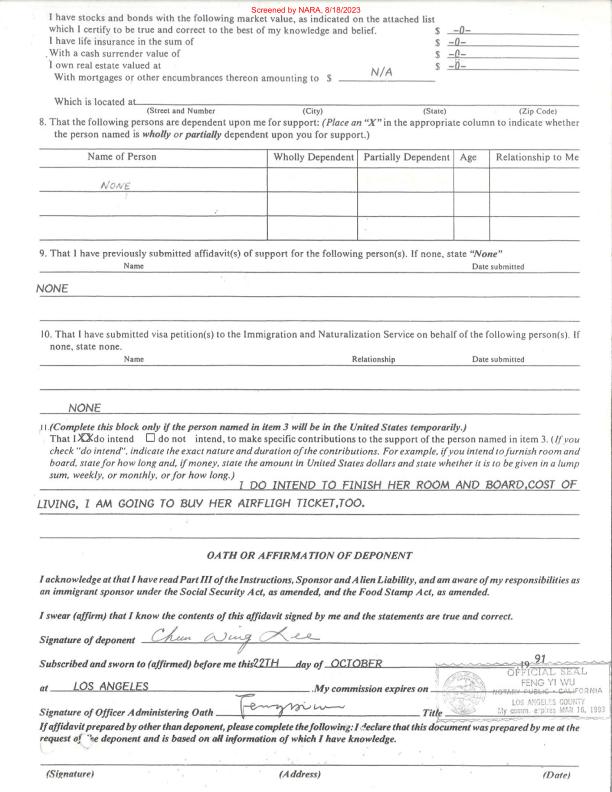 Screened by NARA, 8/18/2023
I have stocks and bonds with the following market value, as indicated on the attached list
which I certify to be true and correct to the best of my knowledge and belief. $ -0-
I have life insurance in the sum of $ -0-
With a cash surrender value of $ -0-
I own real estate valued at $ -0-
With mortgages or other encumbrances thereon amounting to $ N/A
Which is located at
(Street and Number) (City) (State) (Zip Code)
8. That the following persons are dependent upon me for support: (Place an "X" in the appropriate column to indicate whether
the person named is wholly or partially dependent upon you for support.)
Name of Person Wholly Dependent Partially Dependent Age Relationship to Me
NONE
9. That I have previously submitted affidavit(s) of support for the following person(s). If none, state "None"
Name Date submitted
NONE
10. That I have submitted visa petition(s) to the Immigration and Naturalization Service on behalf of the following person(s). If
none, state none.
Name Relationship Date submitted
NONE
11. (Complete this block only if the person named in item 3 will be in the United States temporarily.)
That I XX do intend ☐ do not intend, to make specific contributions to the support of the person named in item 3. (If you
check "do intend", indicate the exact nature and duration of the contributions. For example, if you intend to furnish room and
board, state for how long and, if money, state the amount in United States dollars and state whether it is to be given in a lump
sum, weekly, or monthly, or for how long.)
I DO INTEND TO FINISH HER ROOM AND BOARD,COST OF
LIVING, I AM GOING TO BUY HER AIRFLIGH TICKET,TOO.
OATH OR AFFIRMATION OF DEPONENT
I acknowledge at that I have read Part III of the Instructions, Sponsor and Alien Liability, and am aware of my responsibilities as
an immigrant sponsor under the Social Security Act, as amended, and the Food Stamp Act, as amended.
I swear (affirm) that I know the contents of this affidavit signed by me and the statements are true and correct.
Signature of deponent Chun Wing Lee
Subscribed and sworn to (affirmed) before me this 22TH day of OCTOBER 19 91
at LOS ANGELES .My commission expires on
OFFICIAL SEAL
FENG YI WU
NOTARY PUBLIC - CALIFORNIA
LOS ANGELES COUNTY
My comm. expires MAR 16, 1993
Signature of Officer Administering Oath Title
If affidavit prepared by other than deponent, please complete the following: I declare that this document was prepared by me at the
request of the deponent and is based on all information of which I have knowledge.
(Signature) (Address) (Date)